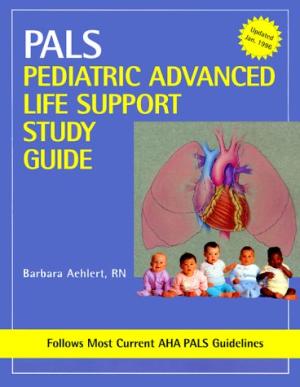 PALS
PEDIATRIC ADVANCED
LIFE SUPPORT
STUDY
GUIDE
Updated
Jan. 1996
Barbara Aehlert, RN
Follows Most Current AHA PALS Guidelines